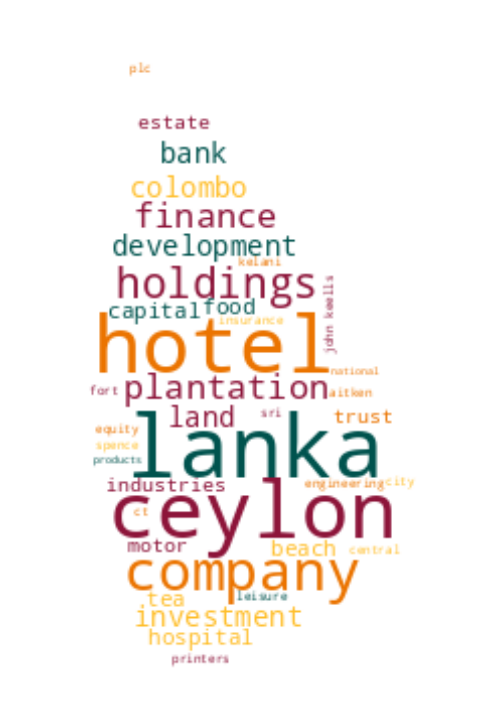 plc
estate
bank
colombo
finance
development
kelani
holdings
john keells
capital food
insurance
hotel
national
fort plantation aitken
land sri trust
equity
lanka
spence
products
industries engineering city
ceylon
ct
motor beach central
company
tea leisure
investment
hospital
printers